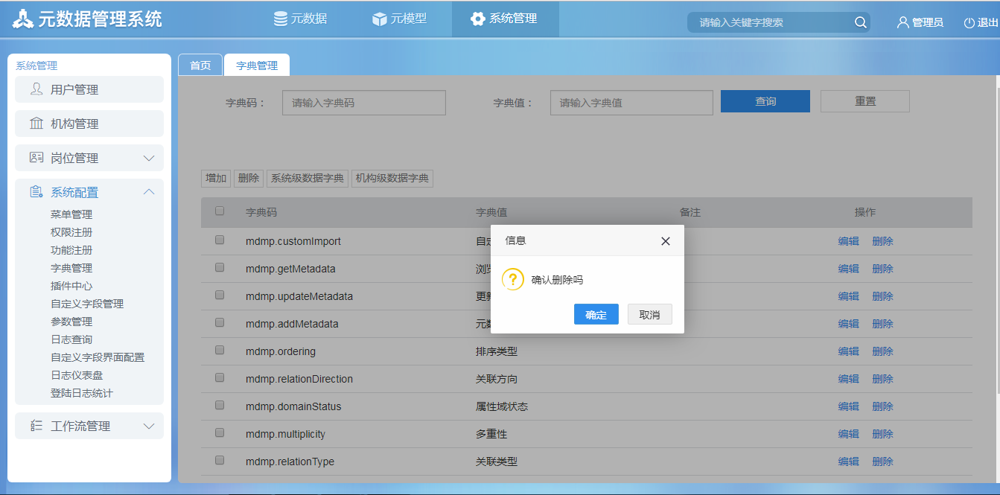 元数据管理系统
元数据
元模型
系统管理
请输入关键字搜索
管理员
退出
系统管理
用户管理
机构管理
岗位管理
系统配置
菜单管理
权限注册
功能注册
字典管理
插件中心
自定义字段管理
参数管理
日志查询
自定义字段界面配置
日志仪表盘
登陆日志统计
工作流管理
首页
字典管理
字典码：
请输入字典码
字典值：
请输入字典值
查询
重置
增加
删除
系统级数据字典
机构级数据字典
字典码 字典值 备注 操作
mdmp.customImport 自定 编辑 删除
mdmp.getMetadata 浏览 编辑 删除
mdmp.updateMetadata 更新 编辑 删除
mdmp.addMetadata 元数 编辑 删除
mdmp.ordering 排序类型 编辑 删除
mdmp.relationDirection 关联方向 编辑 删除
mdmp.domainStatus 属性域状态 编辑 删除
mdmp.multiplicity 多重性 编辑 删除
mdmp.relationType 关联类型 编辑 删除
信息
确认删除吗
确定
取消